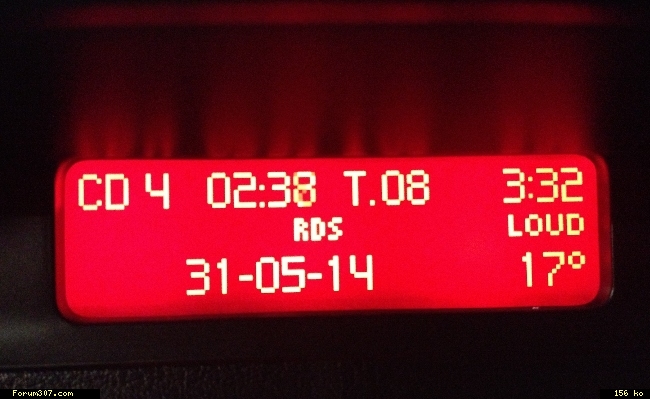 CD 4 02:38 T.08 3:32
RDS LOUD
31-05-14 17°
Forum307.com 156 ko